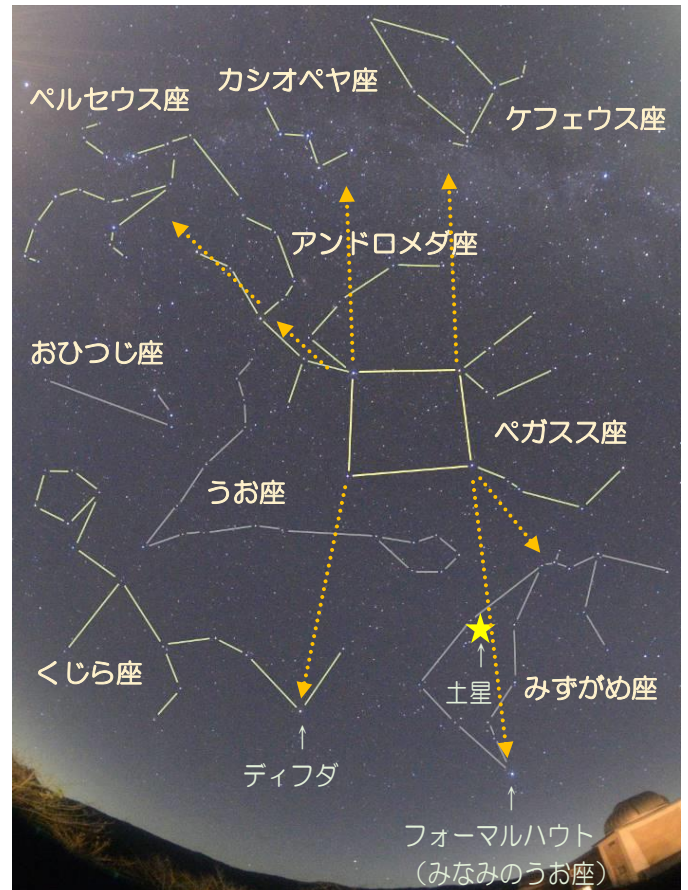 カシオペヤ座
ペルセウス座
ケフェウス座
アンドロメダ座
おひつじ座
ペガスス座
うお座
くじら座
土星
みずがめ座
ディフダ
フォーマルハウト
（みなみのうお座）